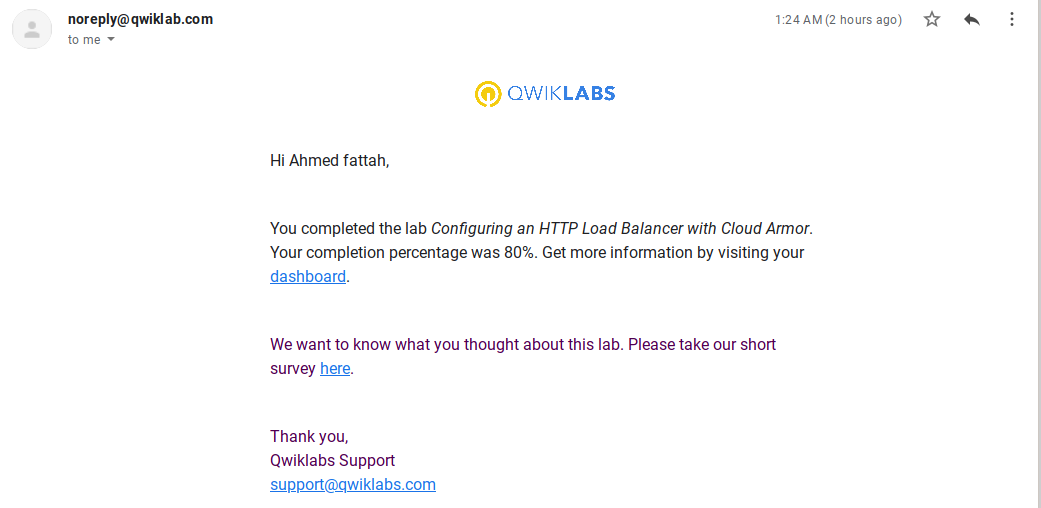 noreply@qwiklab.com
1:24 AM (2 hours ago)
to me
QWIKLABS
Hi Ahmed fattah,
You completed the lab Configuring an HTTP Load Balancer with Cloud Armor.
Your completion percentage was 80%. Get more information by visiting your
dashboard.
We want to know what you thought about this lab. Please take our short
survey here.
Thank you,
Qwiklabs Support
support@qwiklabs.com